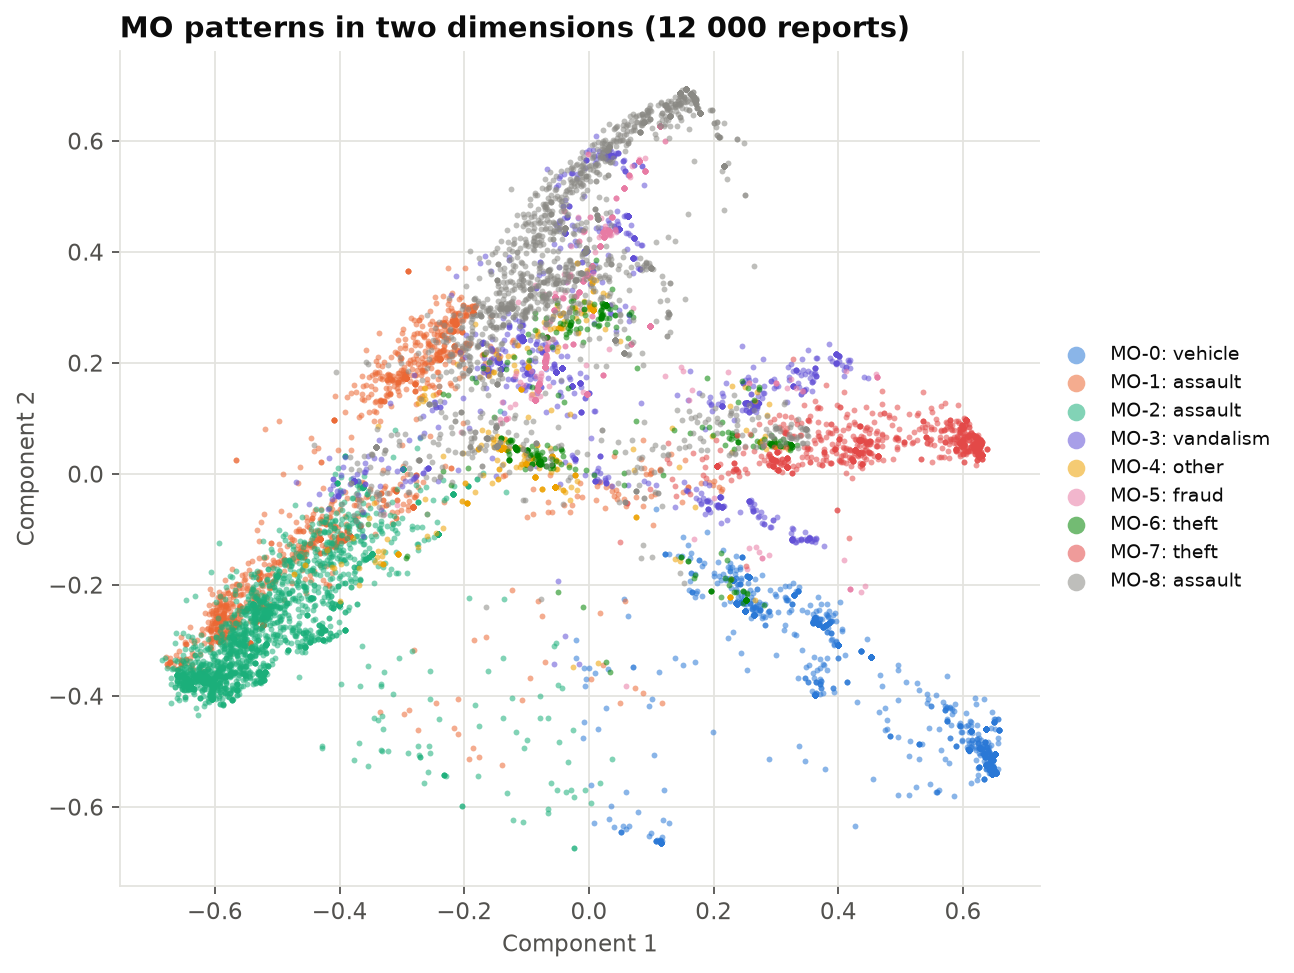 MO patterns in two dimensions (12 000 reports)
Component 2
0.6
0.4
0.2
0.0
−0.2
−0.4
−0.6
−0.6 −0.4 −0.2 0.0 0.2 0.4 0.6
Component 1
MO-0: vehicle
MO-1: assault
MO-2: assault
MO-3: vandalism
MO-4: other
MO-5: fraud
MO-6: theft
MO-7: theft
MO-8: assault